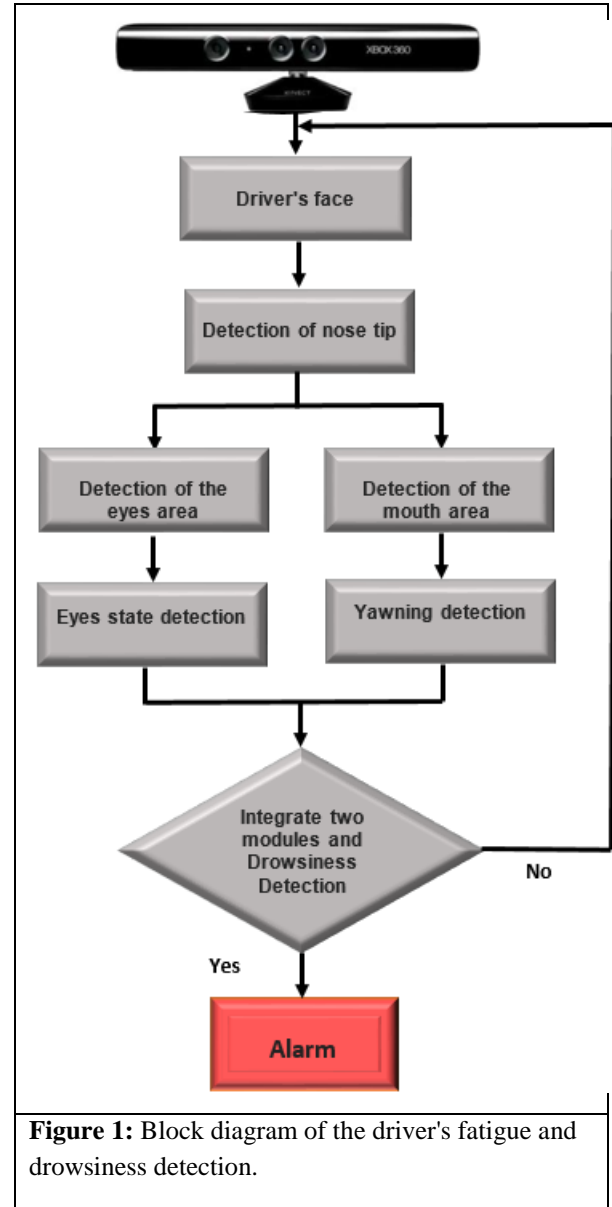 XBOX360
KINECT
Driver's face
Detection of nose tip
Detection of the
eyes area
Detection of the
mouth area
Eyes state detection
Yawning detection
Integrate two
modules and
Drowsiness
Detection
No
Yes
Alarm
Figure 1: Block diagram of the driver's fatigue and
drowsiness detection.